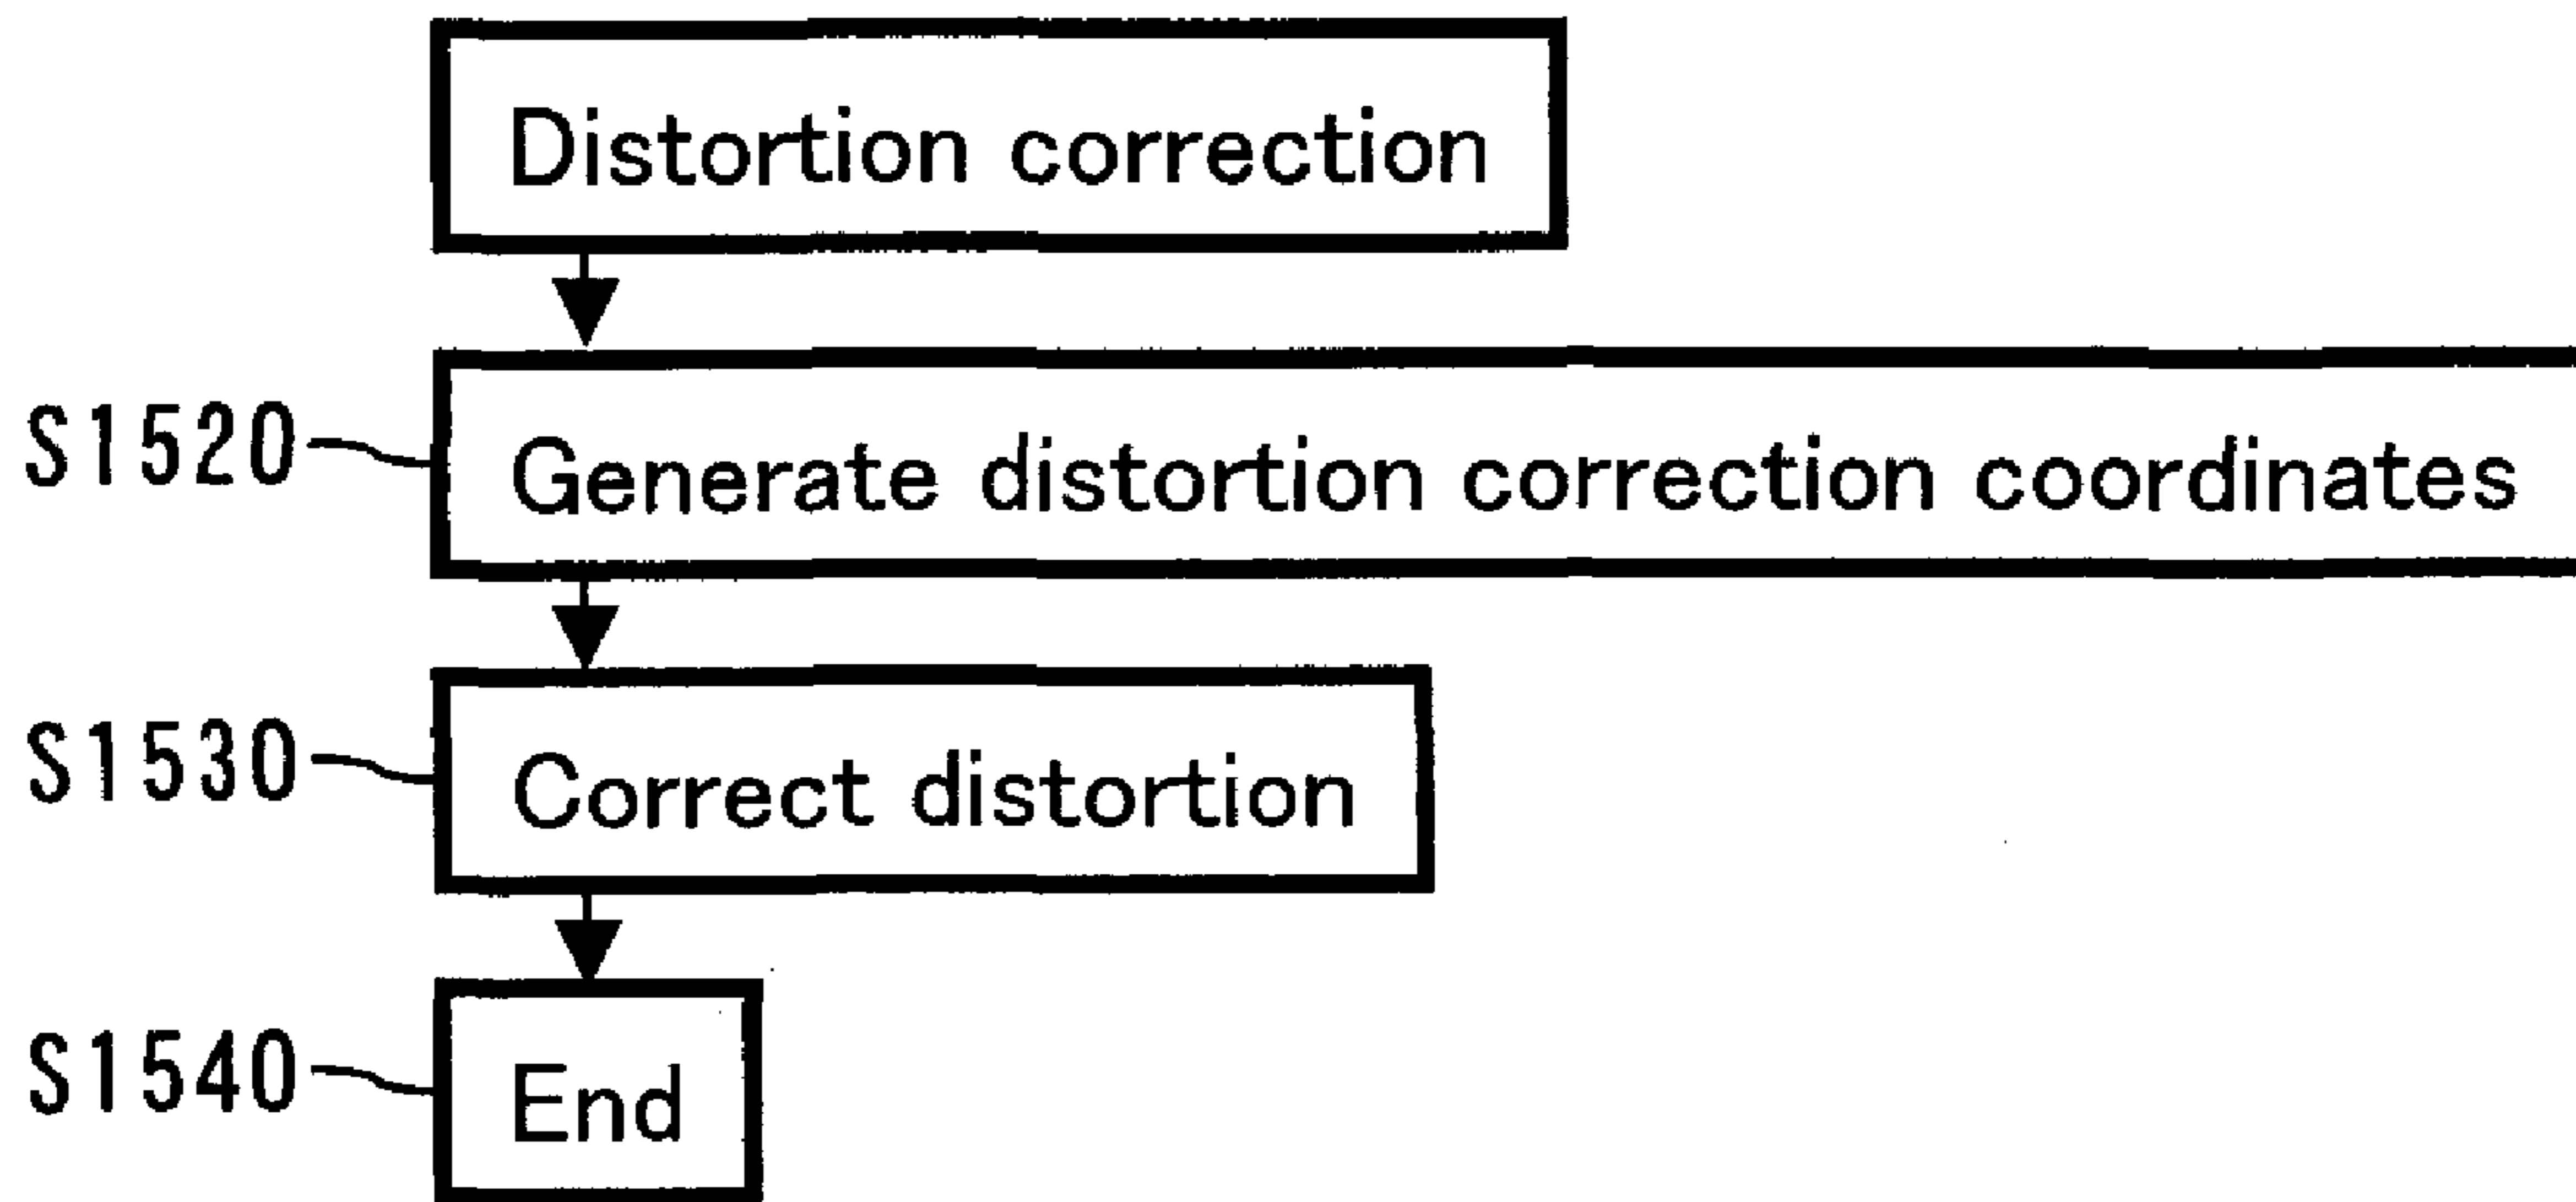 Distortion correction
S1520 Generate distortion correction coordinates
S1530 Correct distortion
S1540 End